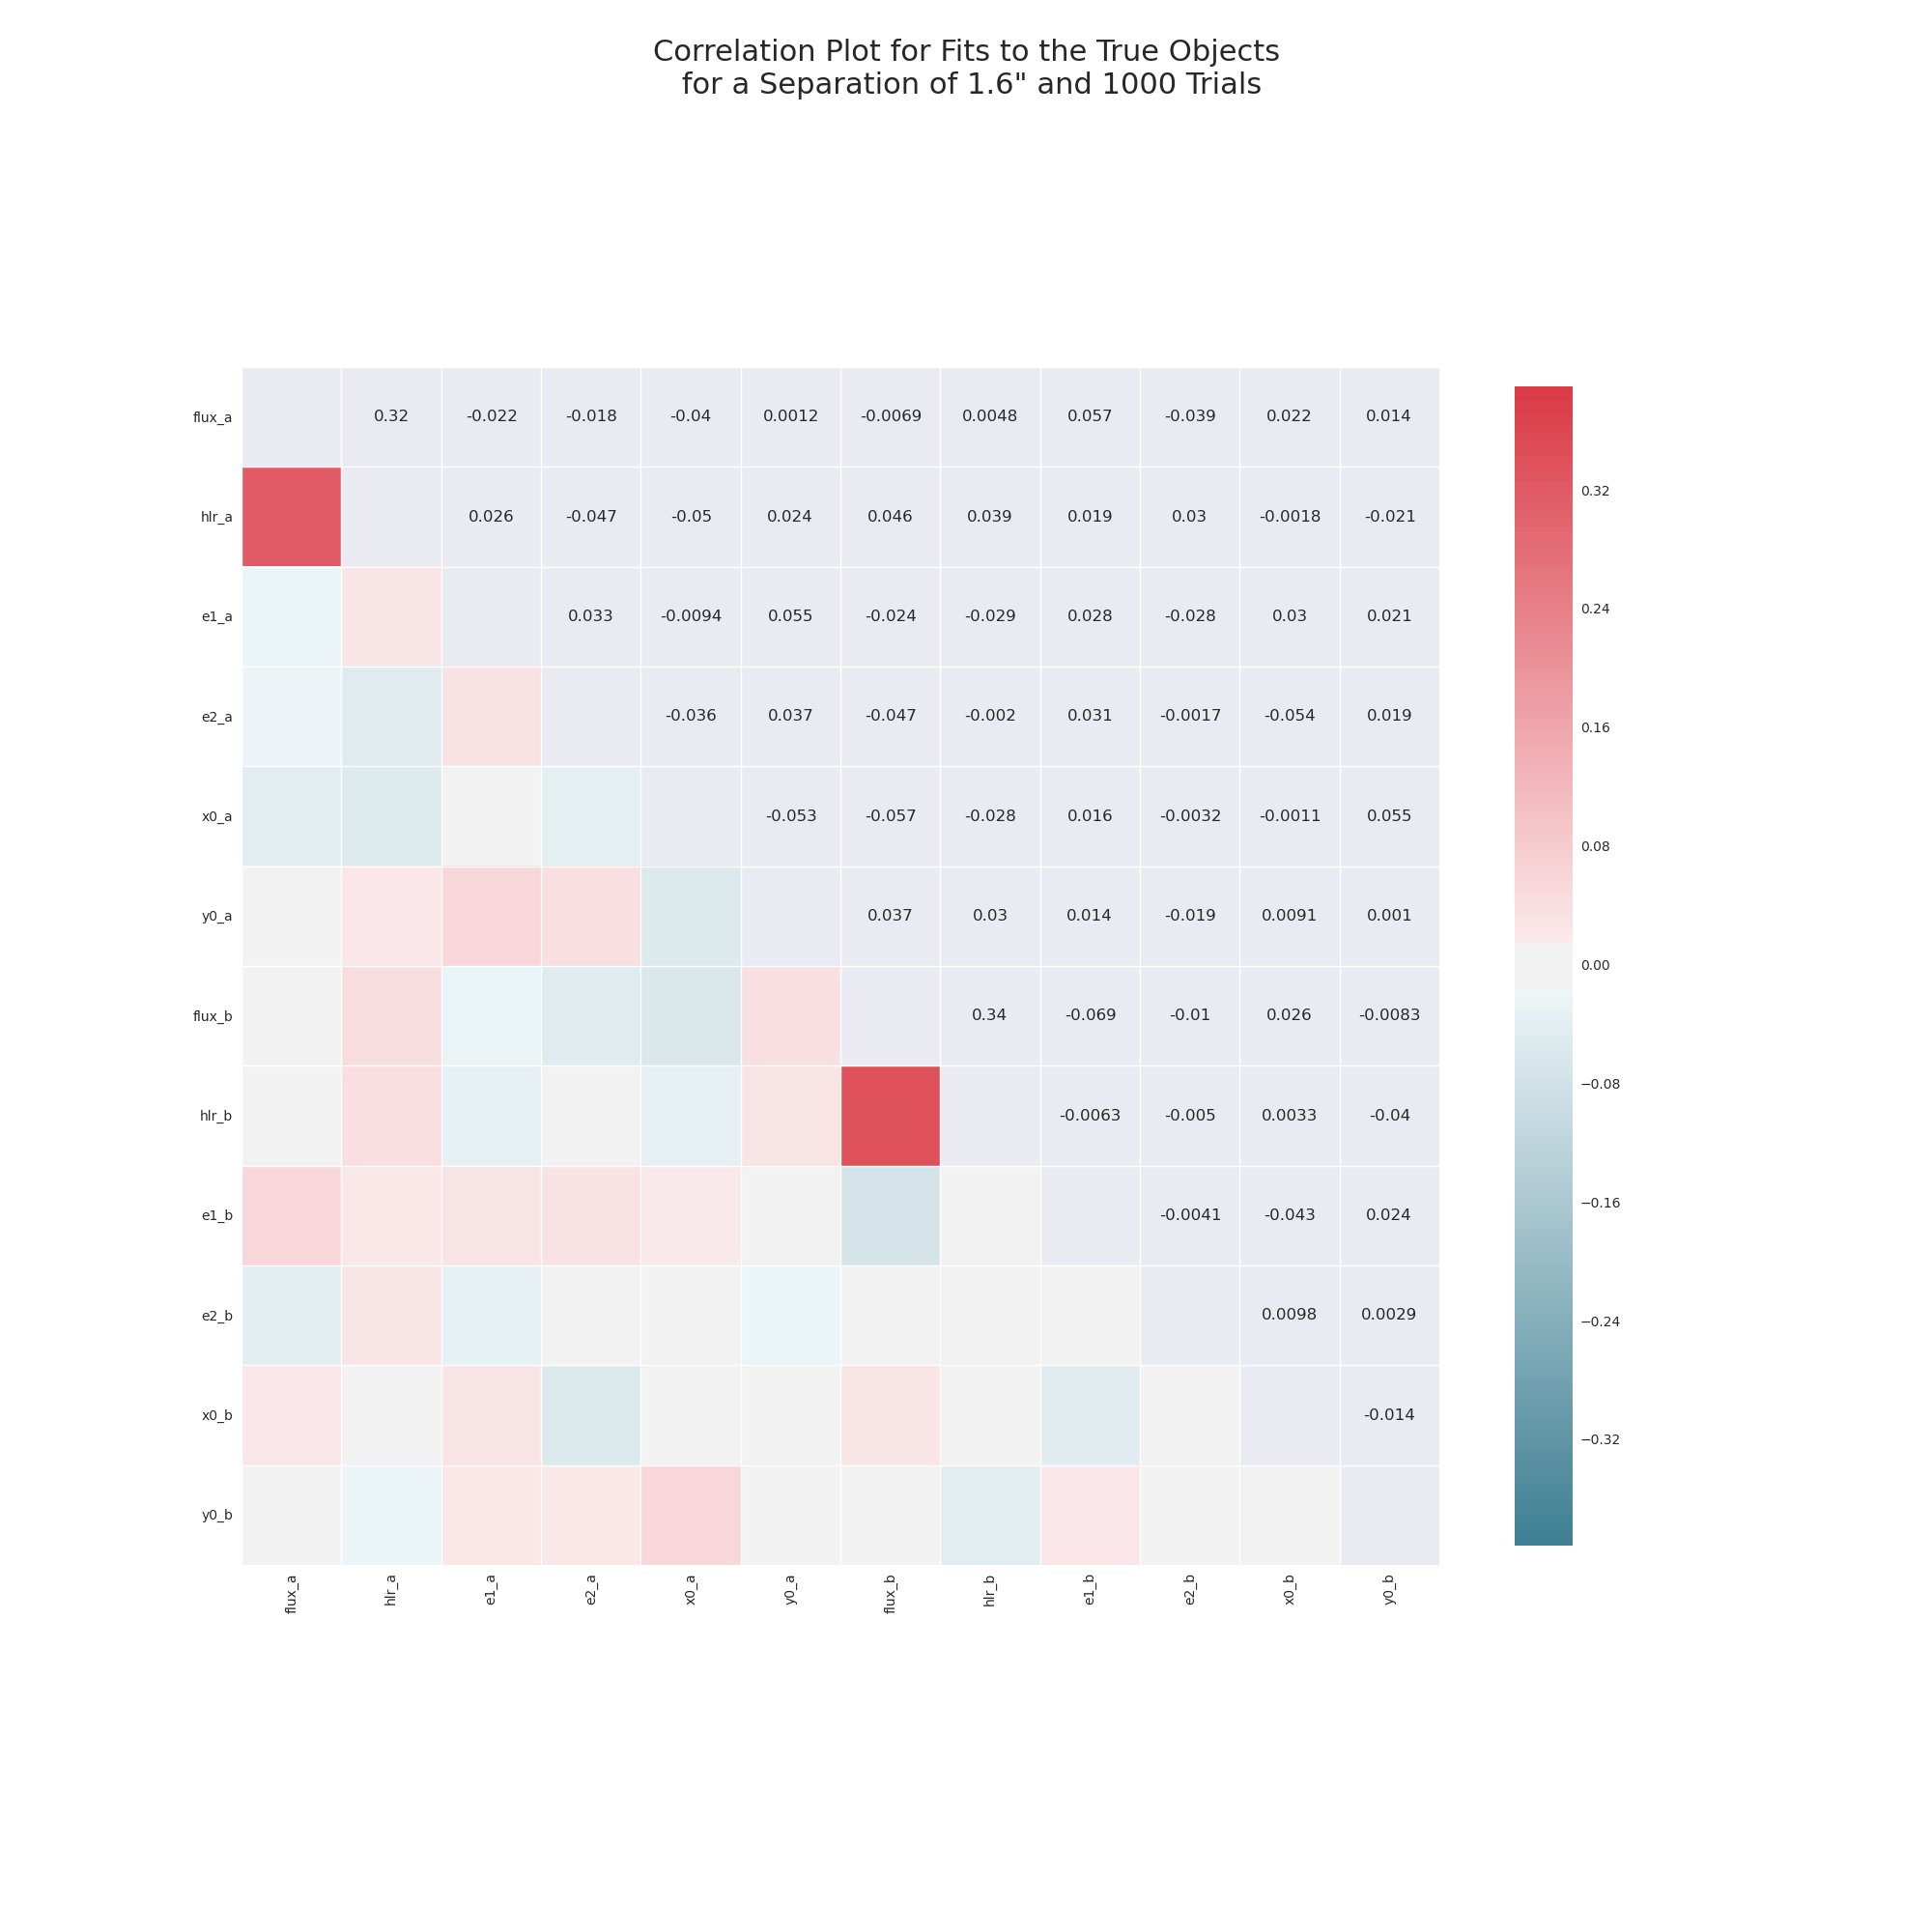 Correlation Plot for Fits to the True Objects
for a Separation of 1.6" and 1000 Trials
flux_a 0.32 -0.022 -0.018 -0.04 0.0012 -0.0069 0.0048 0.057 -0.039 0.022 0.014
hlr_a 0.026 -0.047 -0.05 0.024 0.046 0.039 0.019 0.03 -0.0018 -0.021
e1_a 0.033 -0.0094 0.055 -0.024 -0.029 0.028 -0.028 0.03 0.021
e2_a -0.036 0.037 -0.047 -0.002 0.031 -0.0017 -0.054 0.019
x0_a -0.053 -0.057 -0.028 0.016 -0.0032 -0.0011 0.055
y0_a 0.037 0.03 0.014 -0.019 0.0091 0.001
flux_b 0.34 -0.069 -0.01 0.026 -0.0083
hlr_b -0.0063 -0.005 0.0033 -0.04
e1_b -0.0041 -0.043 0.024
e2_b 0.0098 0.0029
x0_b -0.014
y0_b
flux_a hlr_a e1_a e2_a x0_a y0_a flux_b hlr_b e1_b e2_b x0_b y0_b
0.32
0.24
0.16
0.08
0.00
−0.08
−0.16
−0.24
−0.32